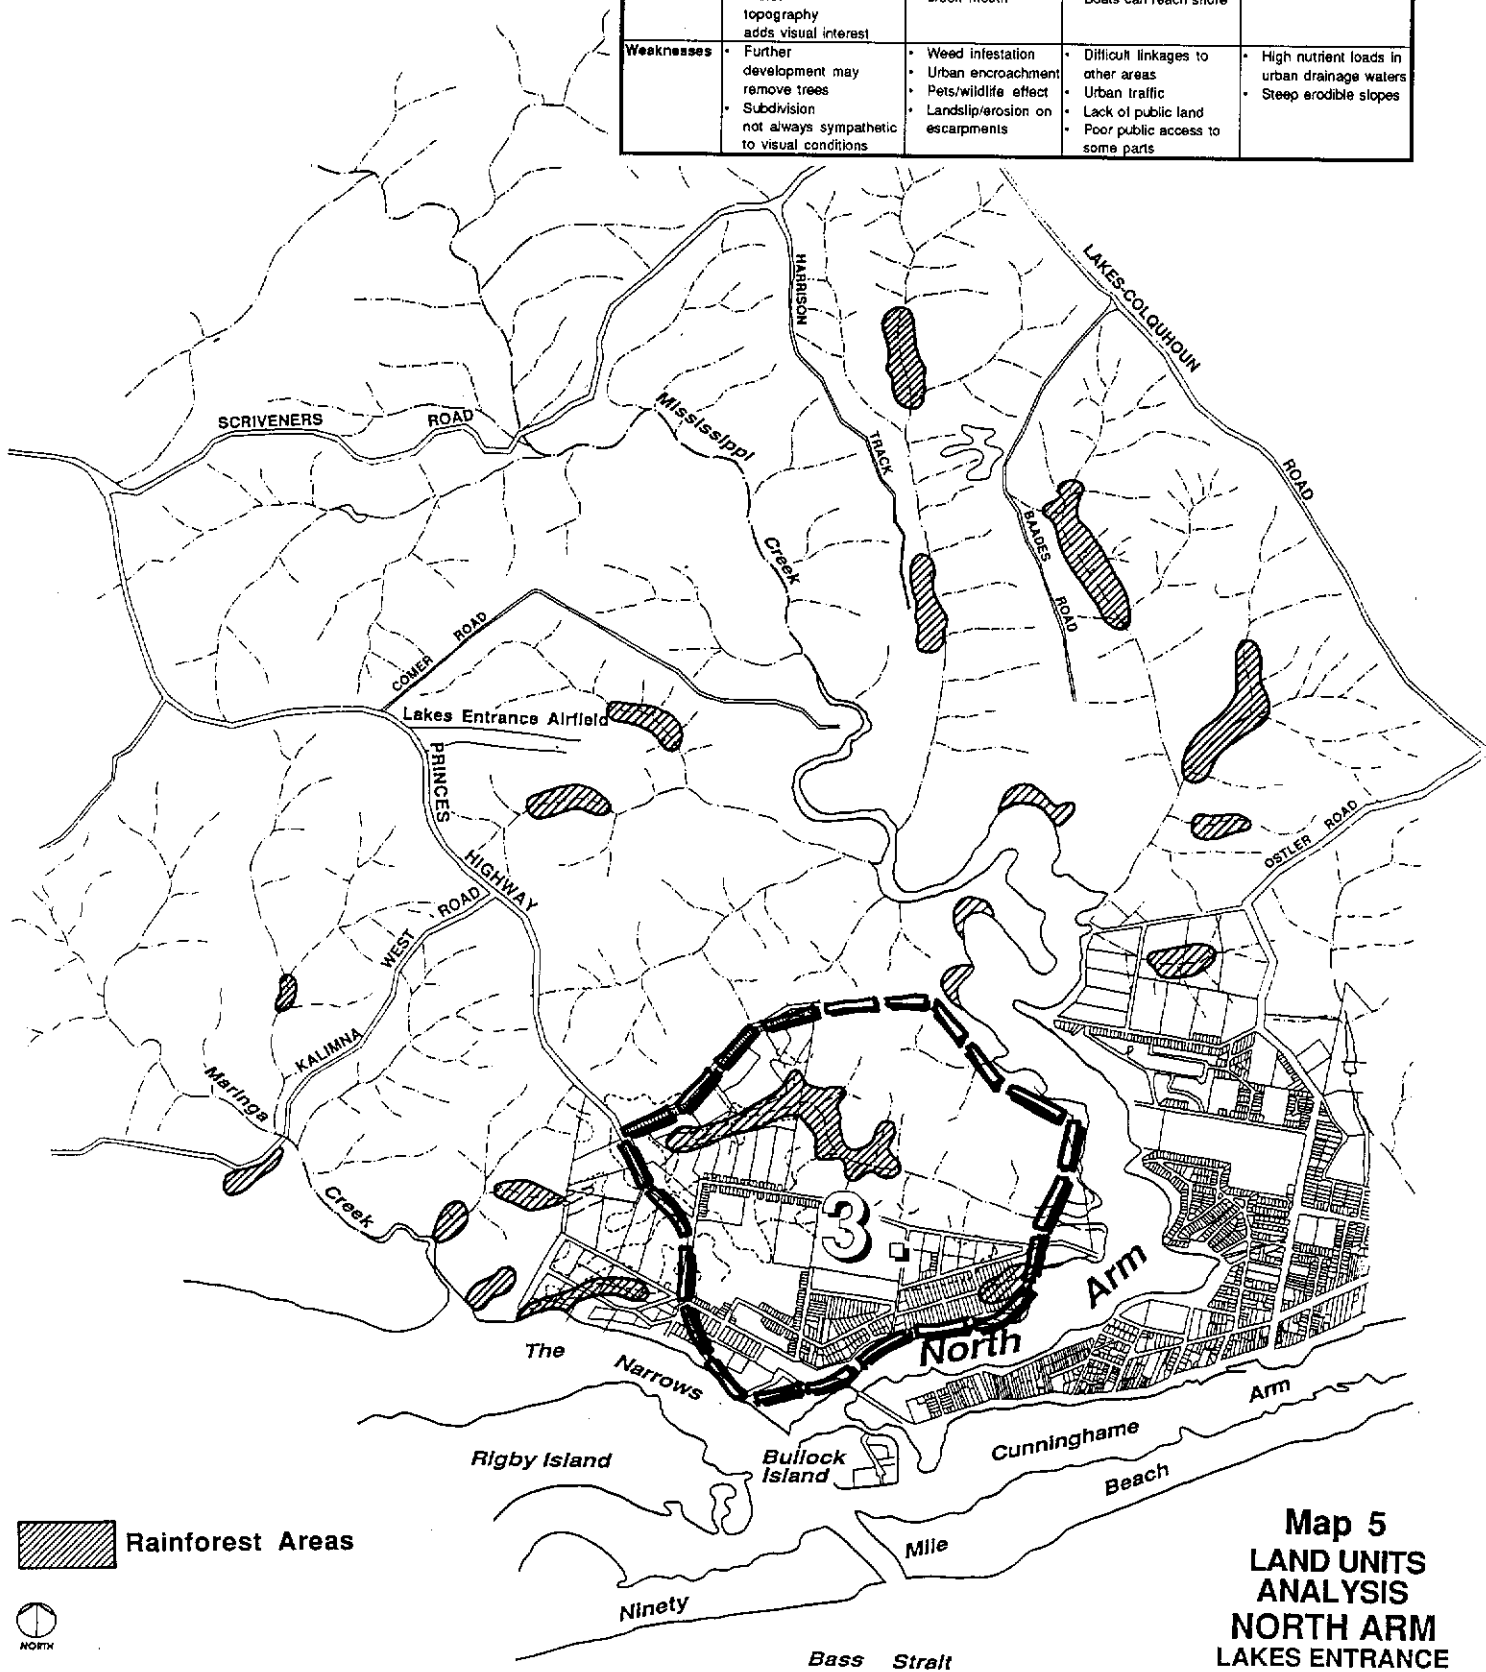 topography
adds visual interest
Boats can reach shore
Weaknesses
• Further
development may
remove trees
• Subdivision
not always sympathetic
to visual conditions
• Weed infestation
• Urban encroachment
• Pets/wildlife effect
• Landslip/erosion on
escarpments
• Difficult linkages to
other areas
• Urban traffic
• Lack of public land
• Poor public access to
some parts
• High nutrient loads in
urban drainage waters
• Steep erodible slopes
LAKES-COLQUHOUN
ROAD
HARRISON
TRACK
SCRIVENERS ROAD
Mississippi
Creek
BAADES
ROAD
COMER ROAD
Lakes Entrance Airfield
PRINCES
HIGHWAY
OSTLER ROAD
KALIMNA
WEST
ROAD
Maringa
Creek
3.
North
Arm
The
Narrows
Rigby Island
Bullock
Island
Cunninghame
Arm
Ninety
Mile
Beach
Bass Strait
Rainforest Areas
NORTH
Map 5
LAND UNITS
ANALYSIS
NORTH ARM
LAKES ENTRANCE